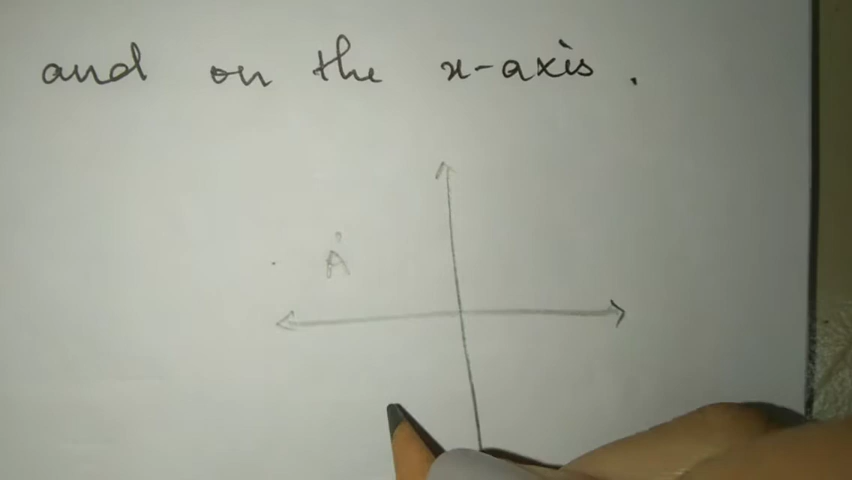 and on the x-axis.
A